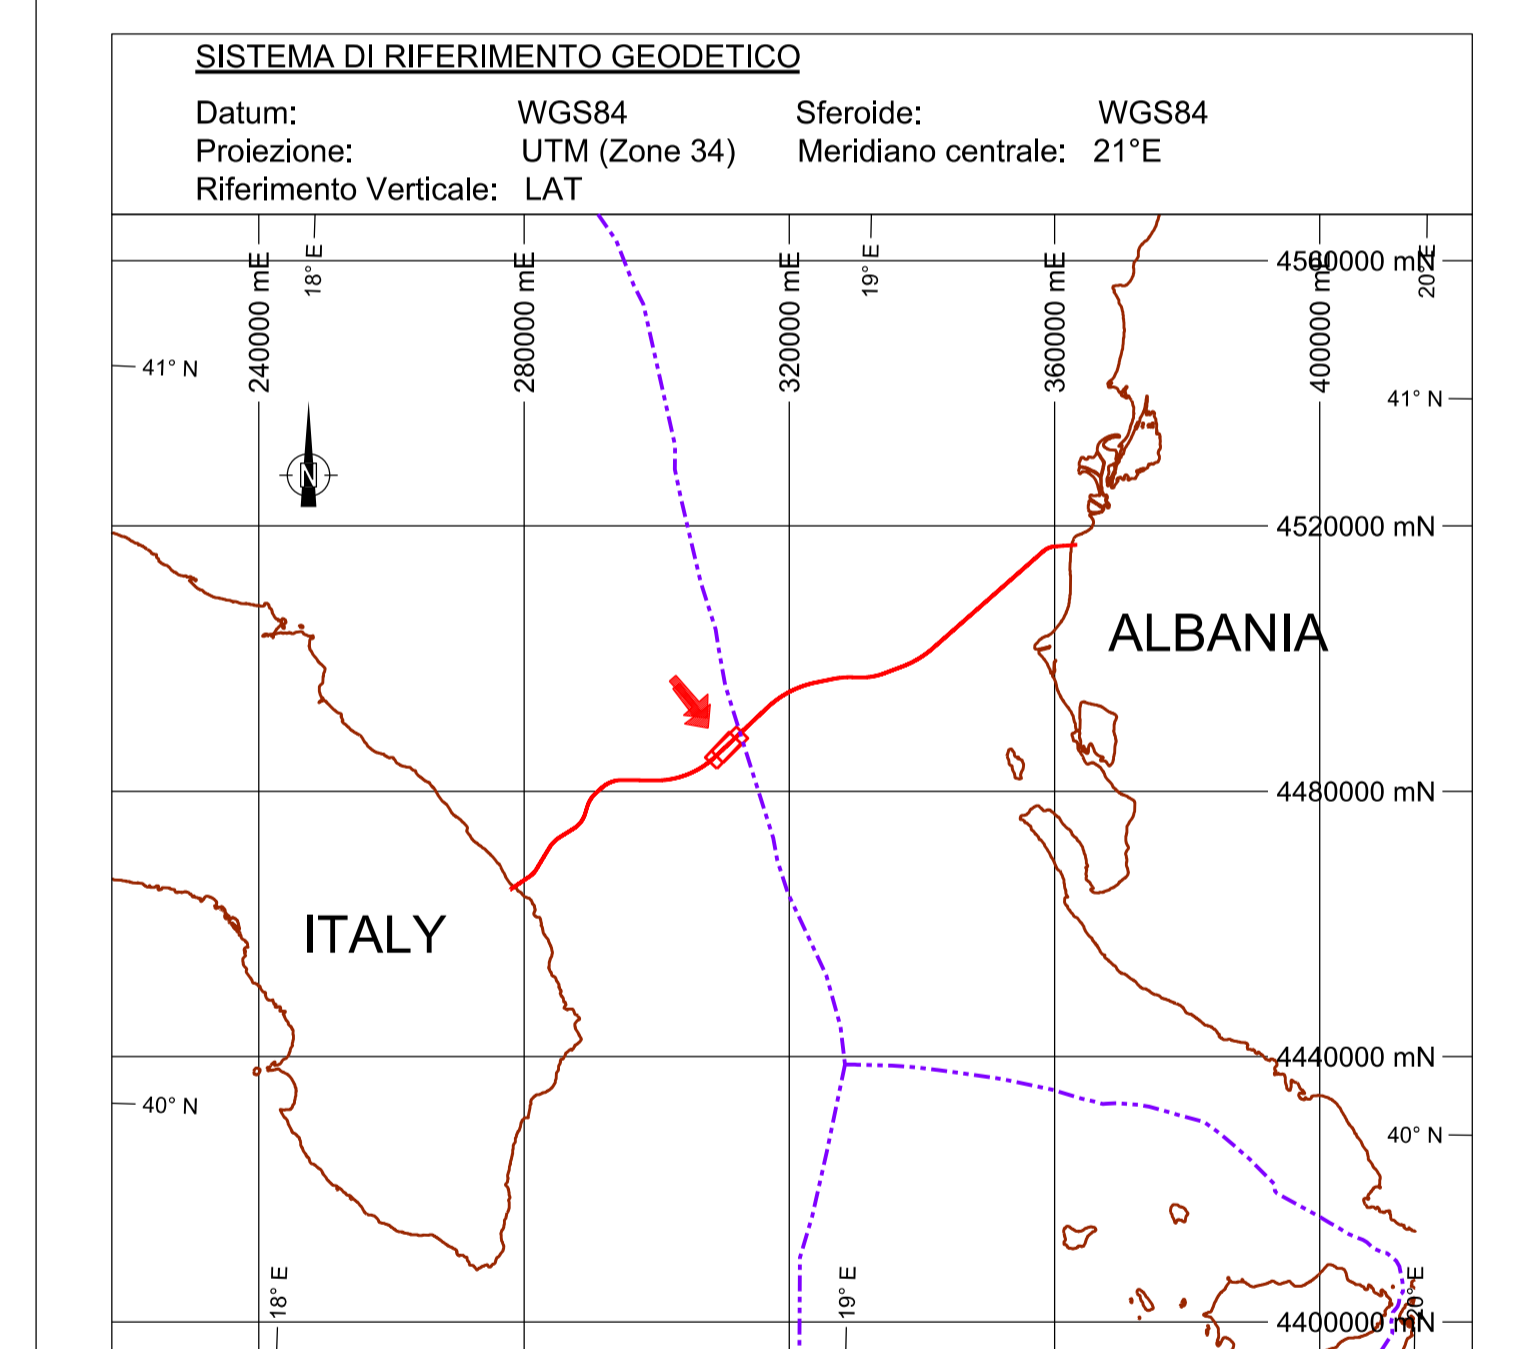 SISTEMA DI RIFERIMENTO GEODETICO
Datum: WGS84 Sferoide: WGS84
Proiezione: UTM (Zone 34) Meridiano centrale: 21°E
Riferimento Verticale: LAT
240000 mE
18° E
280000 mE
320000 mE
19° E
360000 mE
400000 mE
20° E
4560000 mN
41° N
41° N
N
4520000 mN
ALBANIA
4480000 mN
ITALY
4440000 mN
40° N
40° N
18° E
19° E
20° E
4400000 mN